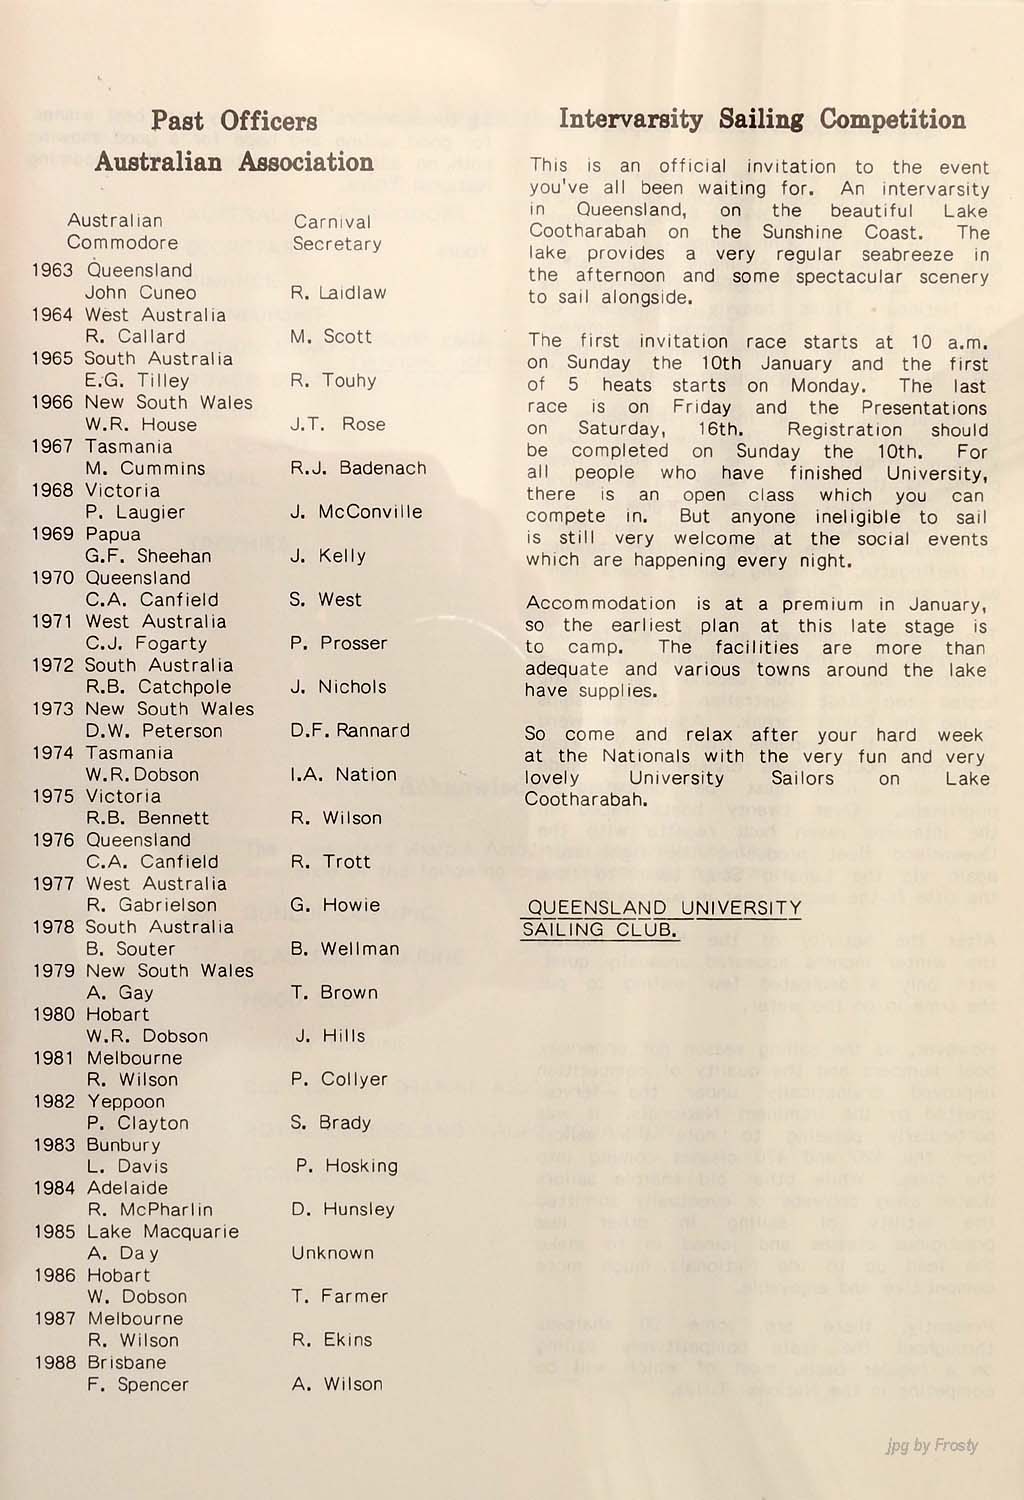 Past Officers
Australian Association
Australian Carnival
Commodore Secretary
1963 Queensland
John Cuneo R. Laidlaw
1964 West Australia
R. Callard M. Scott
1965 South Australia
E.G. Tilley R. Touhy
1966 New South Wales
W.R. House J.T. Rose
1967 Tasmania
M. Cummins R.J. Badenach
1968 Victoria
P. Laugier J. McConville
1969 Papua
G.F. Sheehan J. Kelly
1970 Queensland
C.A. Canfield S. West
1971 West Australia
C.J. Fogarty P. Prosser
1972 South Australia
R.B. Catchpole J. Nichols
1973 New South Wales
D.W. Peterson D.F. Rannard
1974 Tasmania
W.R. Dobson I.A. Nation
1975 Victoria
R.B. Bennett R. Wilson
1976 Queensland
C.A. Canfield R. Trott
1977 West Australia
R. Gabrielson G. Howie
1978 South Australia
B. Souter B. Wellman
1979 New South Wales
A. Gay T. Brown
1980 Hobart
W.R. Dobson J. Hills
1981 Melbourne
R. Wilson P. Collyer
1982 Yeppoon
P. Clayton S. Brady
1983 Bunbury
L. Davis P. Hosking
1984 Adelaide
R. McPharlin D. Hunsley
1985 Lake Macquarie
A. Day Unknown
1986 Hobart
W. Dobson T. Farmer
1987 Melbourne
R. Wilson R. Ekins
1988 Brisbane
F. Spencer A. Wilson
Intervarsity Sailing Competition
This is an official invitation to the event
you've all been waiting for. An intervarsity
in Queensland, on the beautiful Lake
Cootharabah on the Sunshine Coast. The
lake provides a very regular seabreeze in
the afternoon and some spectacular scenery
to sail alongside.
The first invitation race starts at 10 a.m.
on Sunday the 10th January and the first
of 5 heats starts on Monday. The last
race is on Friday and the Presentations
on Saturday, 16th. Registration should
be completed on Sunday the 10th. For
all people who have finished University,
there is an open class which you can
compete in. But anyone ineligible to sail
is still very welcome at the social events
which are happening every night.
Accommodation is at a premium in January,
so the earliest plan at this late stage is
to camp. The facilities are more than
adequate and various towns around the lake
have supplies.
So come and relax after your hard week
at the Nationals with the very fun and very
lovely University Sailors on Lake
Cootharabah.
QUEENSLAND UNIVERSITY
SAILING CLUB.
jpg by Frosty